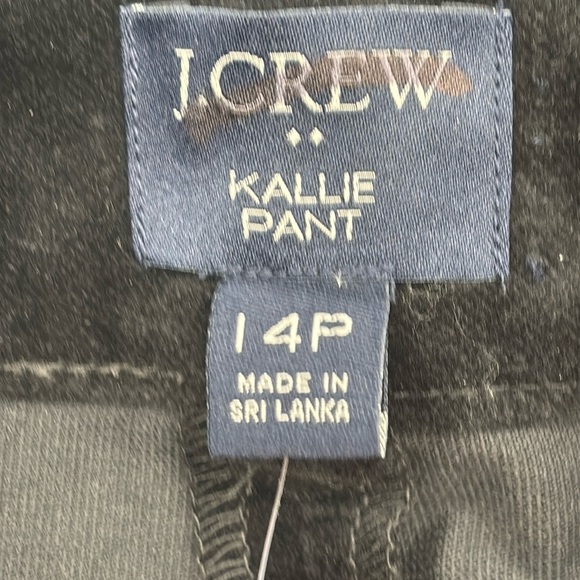 J.CREW
KALLIE
PANT
14P
MADE IN
SRI LANKA